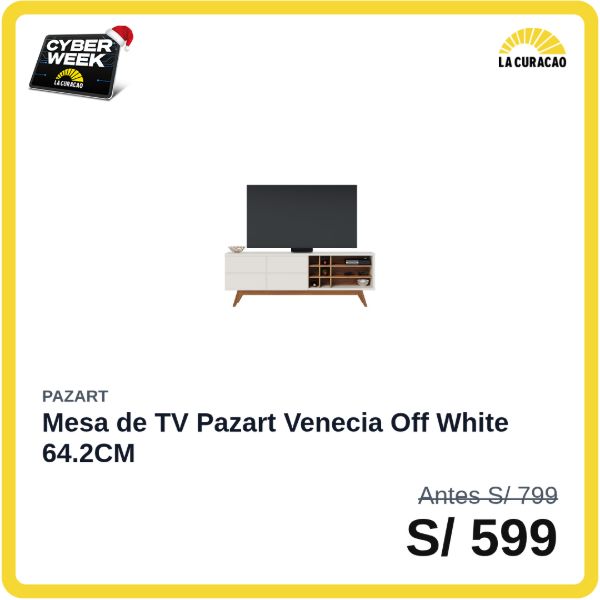 CYBER
WEEK
LA CURACAO
LA CURACAO
PAZART
Mesa de TV Pazart Venecia Off White
64.2CM
Antes S/ 799
S/ 599